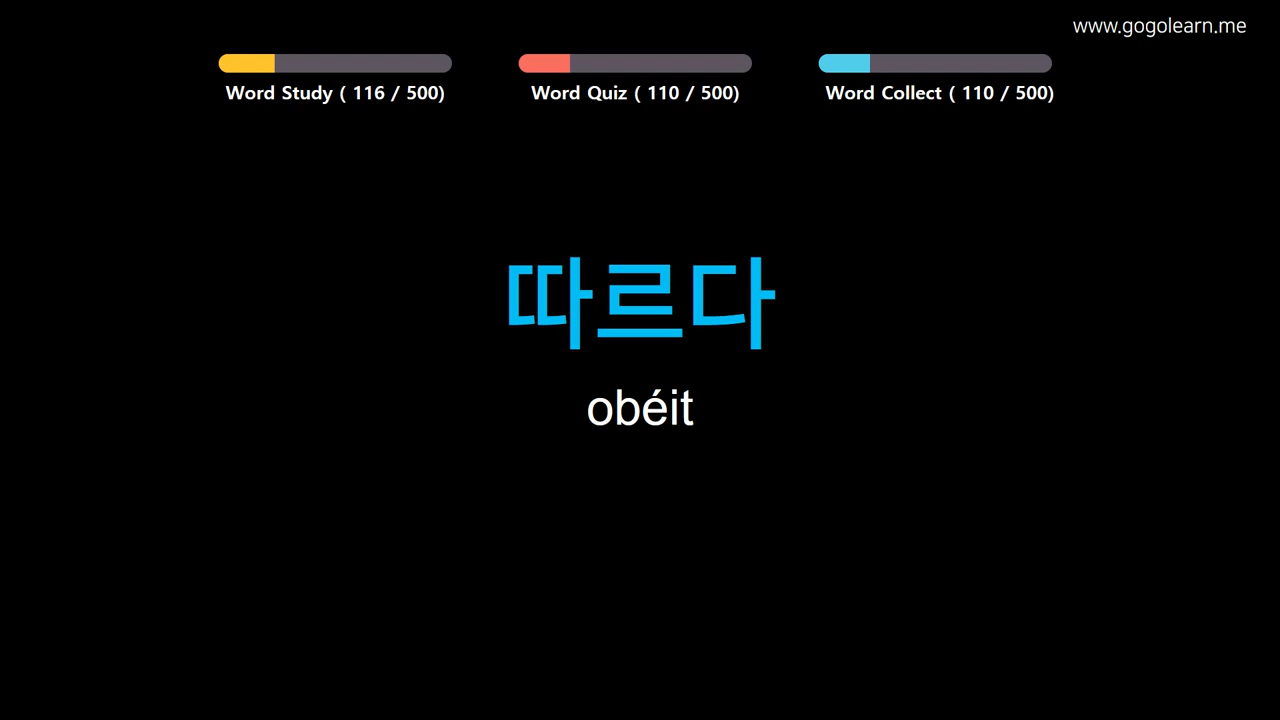 www.gogolearn.me
Word Study ( 116 / 500)
Word Quiz ( 110 / 500)
Word Collect ( 110 / 500)
따르다
obéit